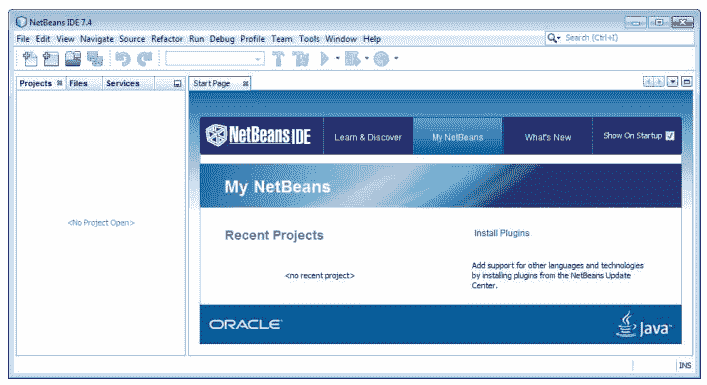 NetBeans IDE 7.4
File Edit View Navigate Source Refactor Run Debug Profile Team Tools Window Help
Search (Ctrl+I)
Projects Files Services
Start Page
NetBeans IDE Learn & Discover My NetBeans What's New Show On Startup
My NetBeans
Recent Projects
Install Plugins
<No Project Open>
<no recent project>
Add support for other languages and technologies
by installing plugins from the NetBeans Update
Center.
ORACLE
Java
INS